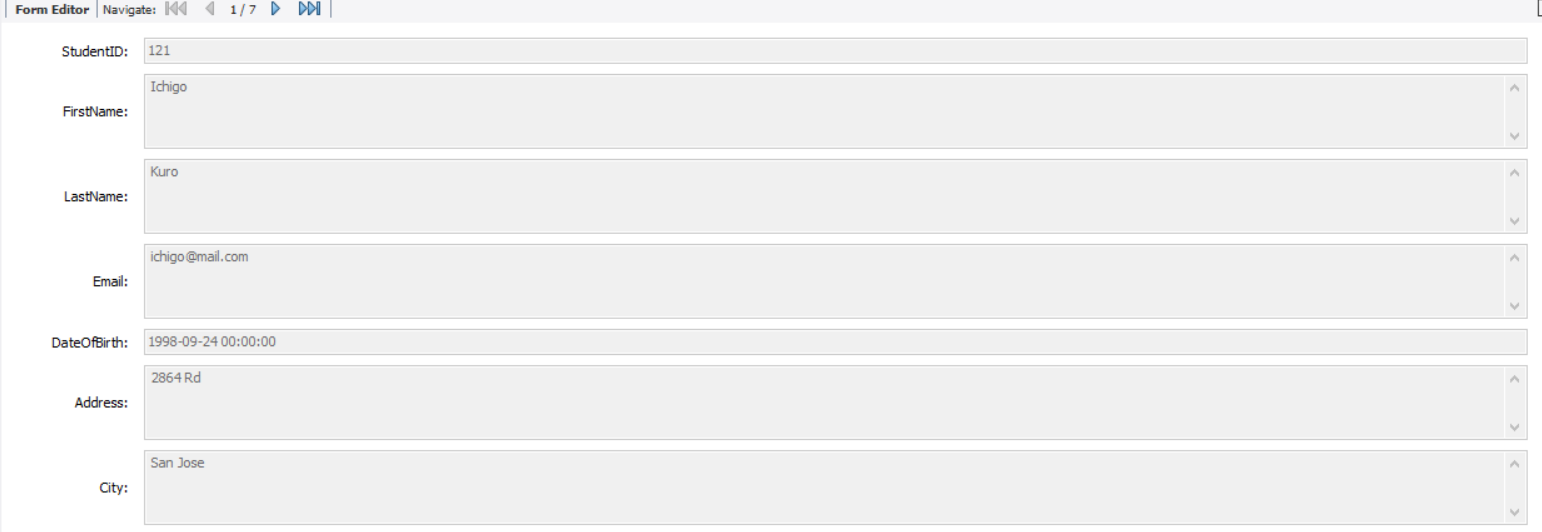 Form Editor Navigate: 1 / 7
StudentID: 121
FirstName: Ichigo
LastName: Kuro
Email: ichigo@mail.com
DateOfBirth: 1998-09-24 00:00:00
Address: 2864 Rd
City: San Jose